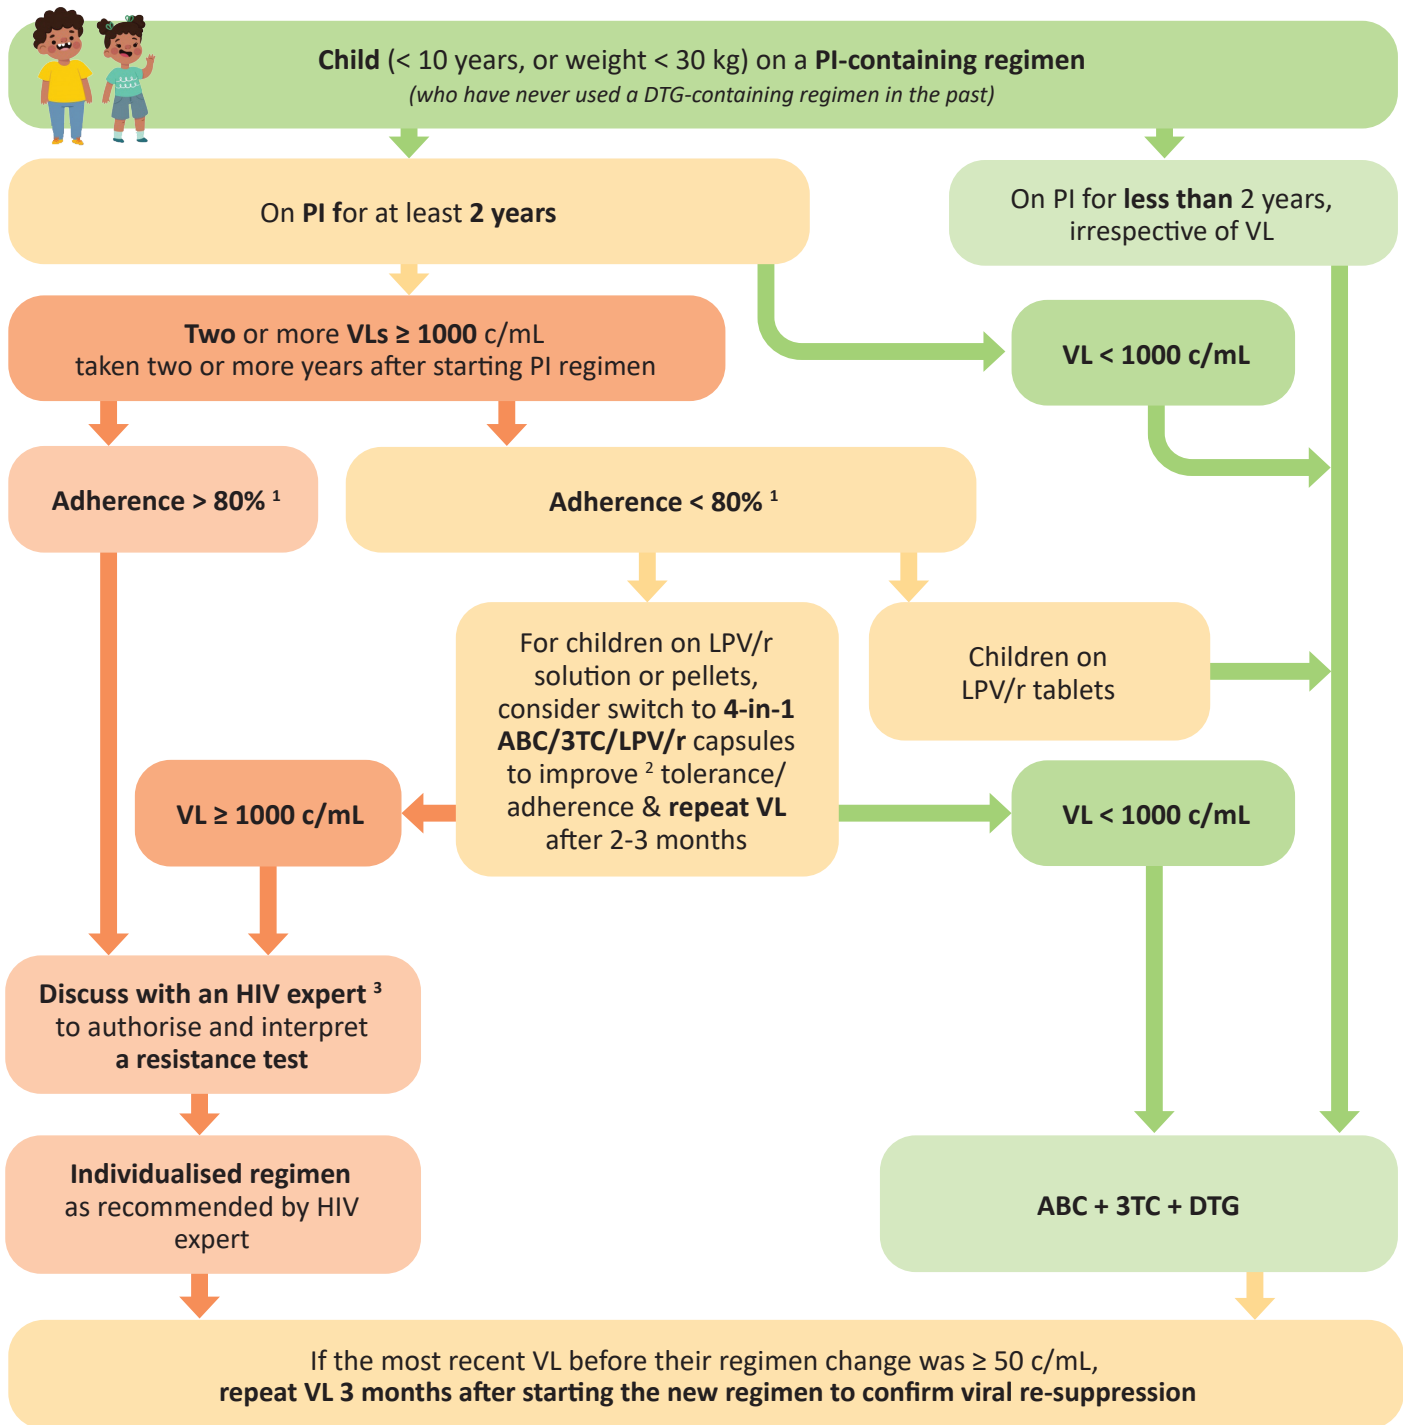 Child (< 10 years, or weight < 30 kg) on a PI-containing regimen
(who have never used a DTG-containing regimen in the past)
On PI for at least 2 years
On PI for less than 2 years,
irrespective of VL
Two or more VLs ≥ 1000 c/mL
taken two or more years after starting PI regimen
VL < 1000 c/mL
Adherence > 80% 1
Adherence < 80% 1
For children on LPV/r
solution or pellets,
consider switch to 4-in-1
ABC/3TC/LPV/r capsules
to improve 2 tolerance/
adherence & repeat VL
after 2-3 months
Children on
LPV/r tablets
VL ≥ 1000 c/mL
VL < 1000 c/mL
Discuss with an HIV expert 3
to authorise and interpret
a resistance test
Individualised regimen
as recommended by HIV
expert
ABC + 3TC + DTG
If the most recent VL before their regimen change was ≥ 50 c/mL,
repeat VL 3 months after starting the new regimen to confirm viral re-suppression